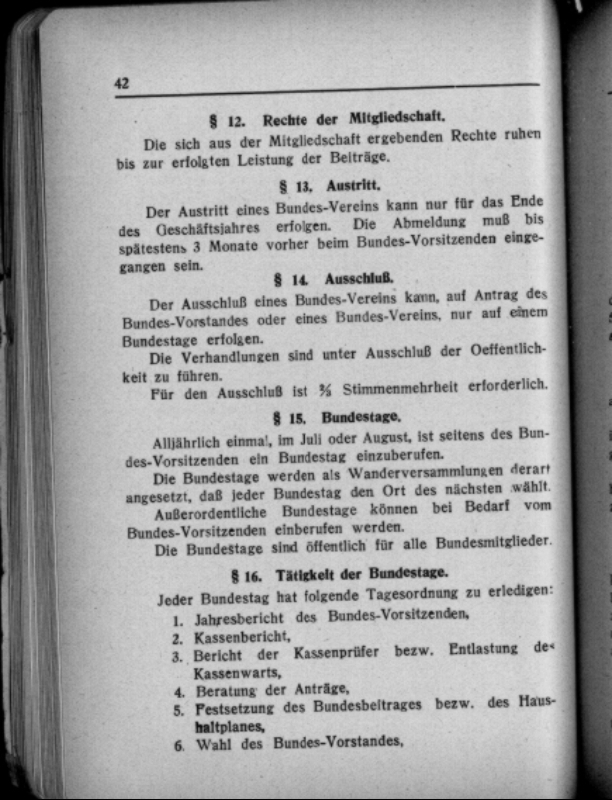 42
§ 12. Rechte der Mitgliedschaft.
Die sich aus der Mitgliedschaft ergebenden Rechte ruhen
bis zur erfolgten Leistung der Beiträge.
§ 13. Austritt.
Der Austritt eines Bundes-Vereins kann nur für das Ende
des Geschäftsjahres erfolgen. Die Abmeldung muß bis
spätestens 3 Monate vorher beim Bundes-Vorsitzenden einge-
gangen sein.
§ 14. Ausschluß.
Der Ausschluß eines Bundes-Vereins kann, auf Antrag des
Bundes-Vorstandes oder eines Bundes-Vereins, nur auf einem
Bundestage erfolgen.
Die Verhandlungen sind unter Ausschluß der Oeffentlich-
keit zu führen.
Für den Ausschluß ist ⅔ Stimmenmehrheit erforderlich.
§ 15. Bundestage.
Alljährlich einmal, im Juli oder August, ist seitens des Bun-
des-Vorsitzenden ein Bundestag einzuberufen.
Die Bundestage werden als Wanderversammlungen derart
angesetzt, daß jeder Bundestag den Ort des nächsten wählt.
Außerordentliche Bundestage können bei Bedarf vom
Bundes-Vorsitzenden einberufen werden.
Die Bundestage sind öffentlich für alle Bundesmitglieder.
§ 16. Tätigkeit der Bundestage.
Jeder Bundestag hat folgende Tagesordnung zu erledigen:
1. Jahresbericht des Bundes-Vorsitzenden,
2. Kassenbericht,
3. Bericht der Kassenprüfer bezw. Entlastung des
Kassenwarts,
4. Beratung der Anträge,
5. Festsetzung des Bundesbeitrages bezw. des Haus-
haltplanes,
6. Wahl des Bundes-Vorstandes,